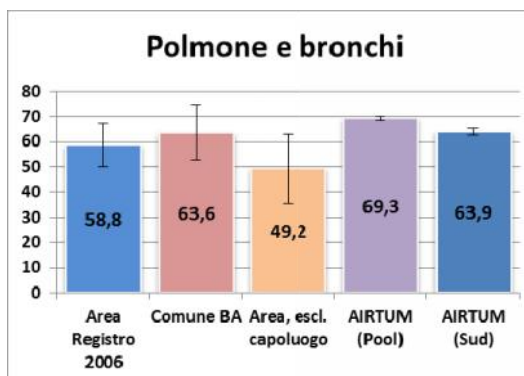 Polmone e bronchi
80
70
60
50
40
30
20
10
0
58,8
63,6
49,2
69,3
63,9
Area Registro 2006
Comune BA
Area, escl. capoluogo
AIRTUM (Pool)
AIRTUM (Sud)